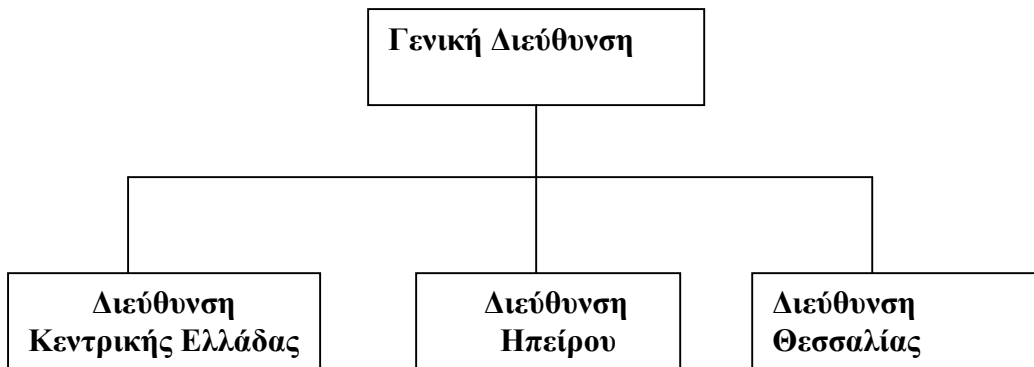 Γενική Διεύθυνση
Διεύθυνση
Κεντρικής Ελλάδας
Διεύθυνση
Ηπείρου
Διεύθυνση
Θεσσαλίας